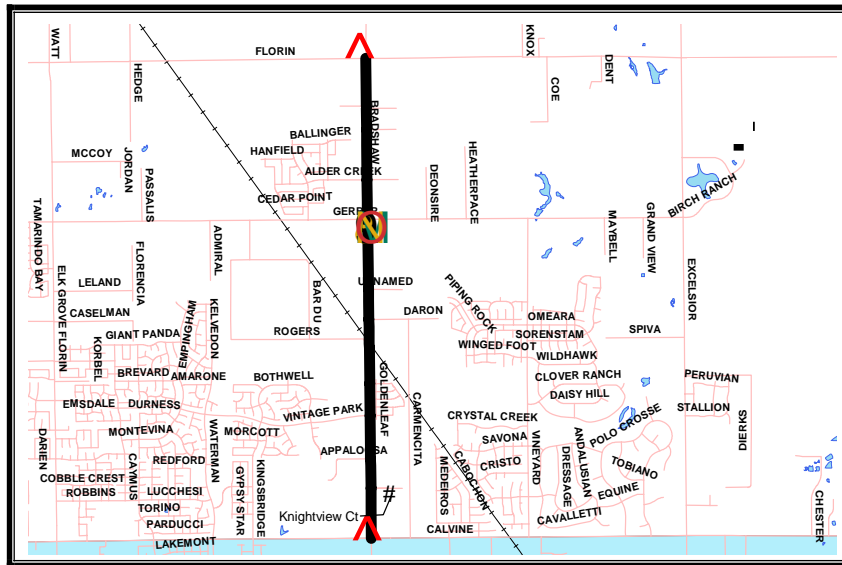 WATT
FLORIN
KNOX
HEDGE
DENT
COE
BRADSHAW
BALLINGER
HANFIELD
MCCOY
JORDAN
PASSALIS
ALDER CREEK
DEONSIRE
HEATHERPACE
I
BIRCH RANCH
CEDAR POINT
TAMARINDO BAY
ADMIRAL
MAYBELL
GRAND VIEW
FLORENCIA
ELK GROVE FLORIN
LELAND
BAR DU
EXCELSIOR
CASELMAN
KELVEDON
EMPINGHAM
PIPING ROCK
DARON
OMEARA
GIANT PANDA
ROGERS
SORENSTAM
SPIVA
KORBEL
WINGED FOOT
WILDHAWK
BREVARD
AMARONE
BOTHWELL
GOLDENLEAF
CLOVER RANCH
PERUVIAN
DAISY HILL
EMSDALE
DURNESS
VINTAGE PARK
CARMENCITA
CRYSTAL CREEK
STALLION
DIERKS
POLO CROSSE
DARIEN
MONTEVINA
WATERMAN
MORCOTT
SAVONA
VINEYARD
ANDALUSIAN
DRESSAGE
REDFORD
KINGSBRIDGE
MEDEIROS
CABOCHON
CRISTO
TOBIANO
COBBLE CREST
CAYMUS
GYPSY STAR
ROBBINS
LUCCHESI
EQUINE
CHESTER
TORINO
Knightview Ct
#
CAVALLETTI
PARDUCCI
CALVINE
LAKEMONT